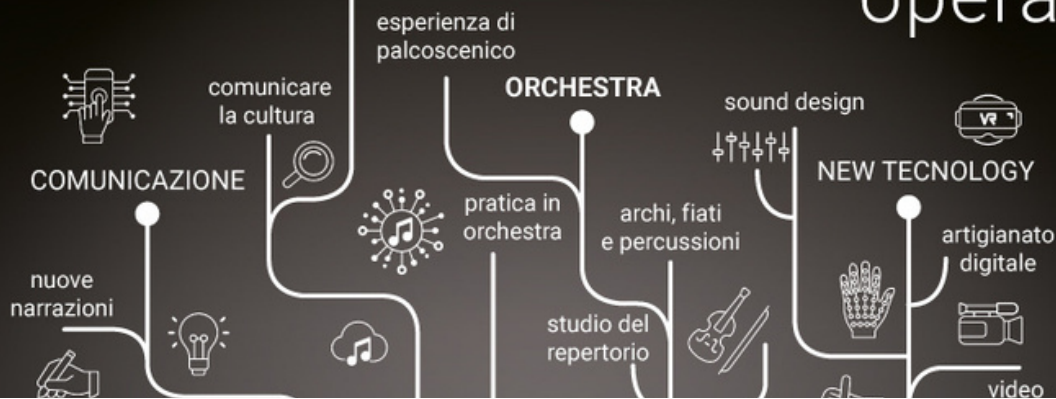 opera
esperienza di
palcoscenico
ORCHESTRA
comunicare
la cultura
sound design
VR
COMUNICAZIONE
NEW TECNOLOGY
pratica in
orchestra
archi, fiati
e percussioni
artigianato
digitale
nuove
narrazioni
studio del
repertorio
video